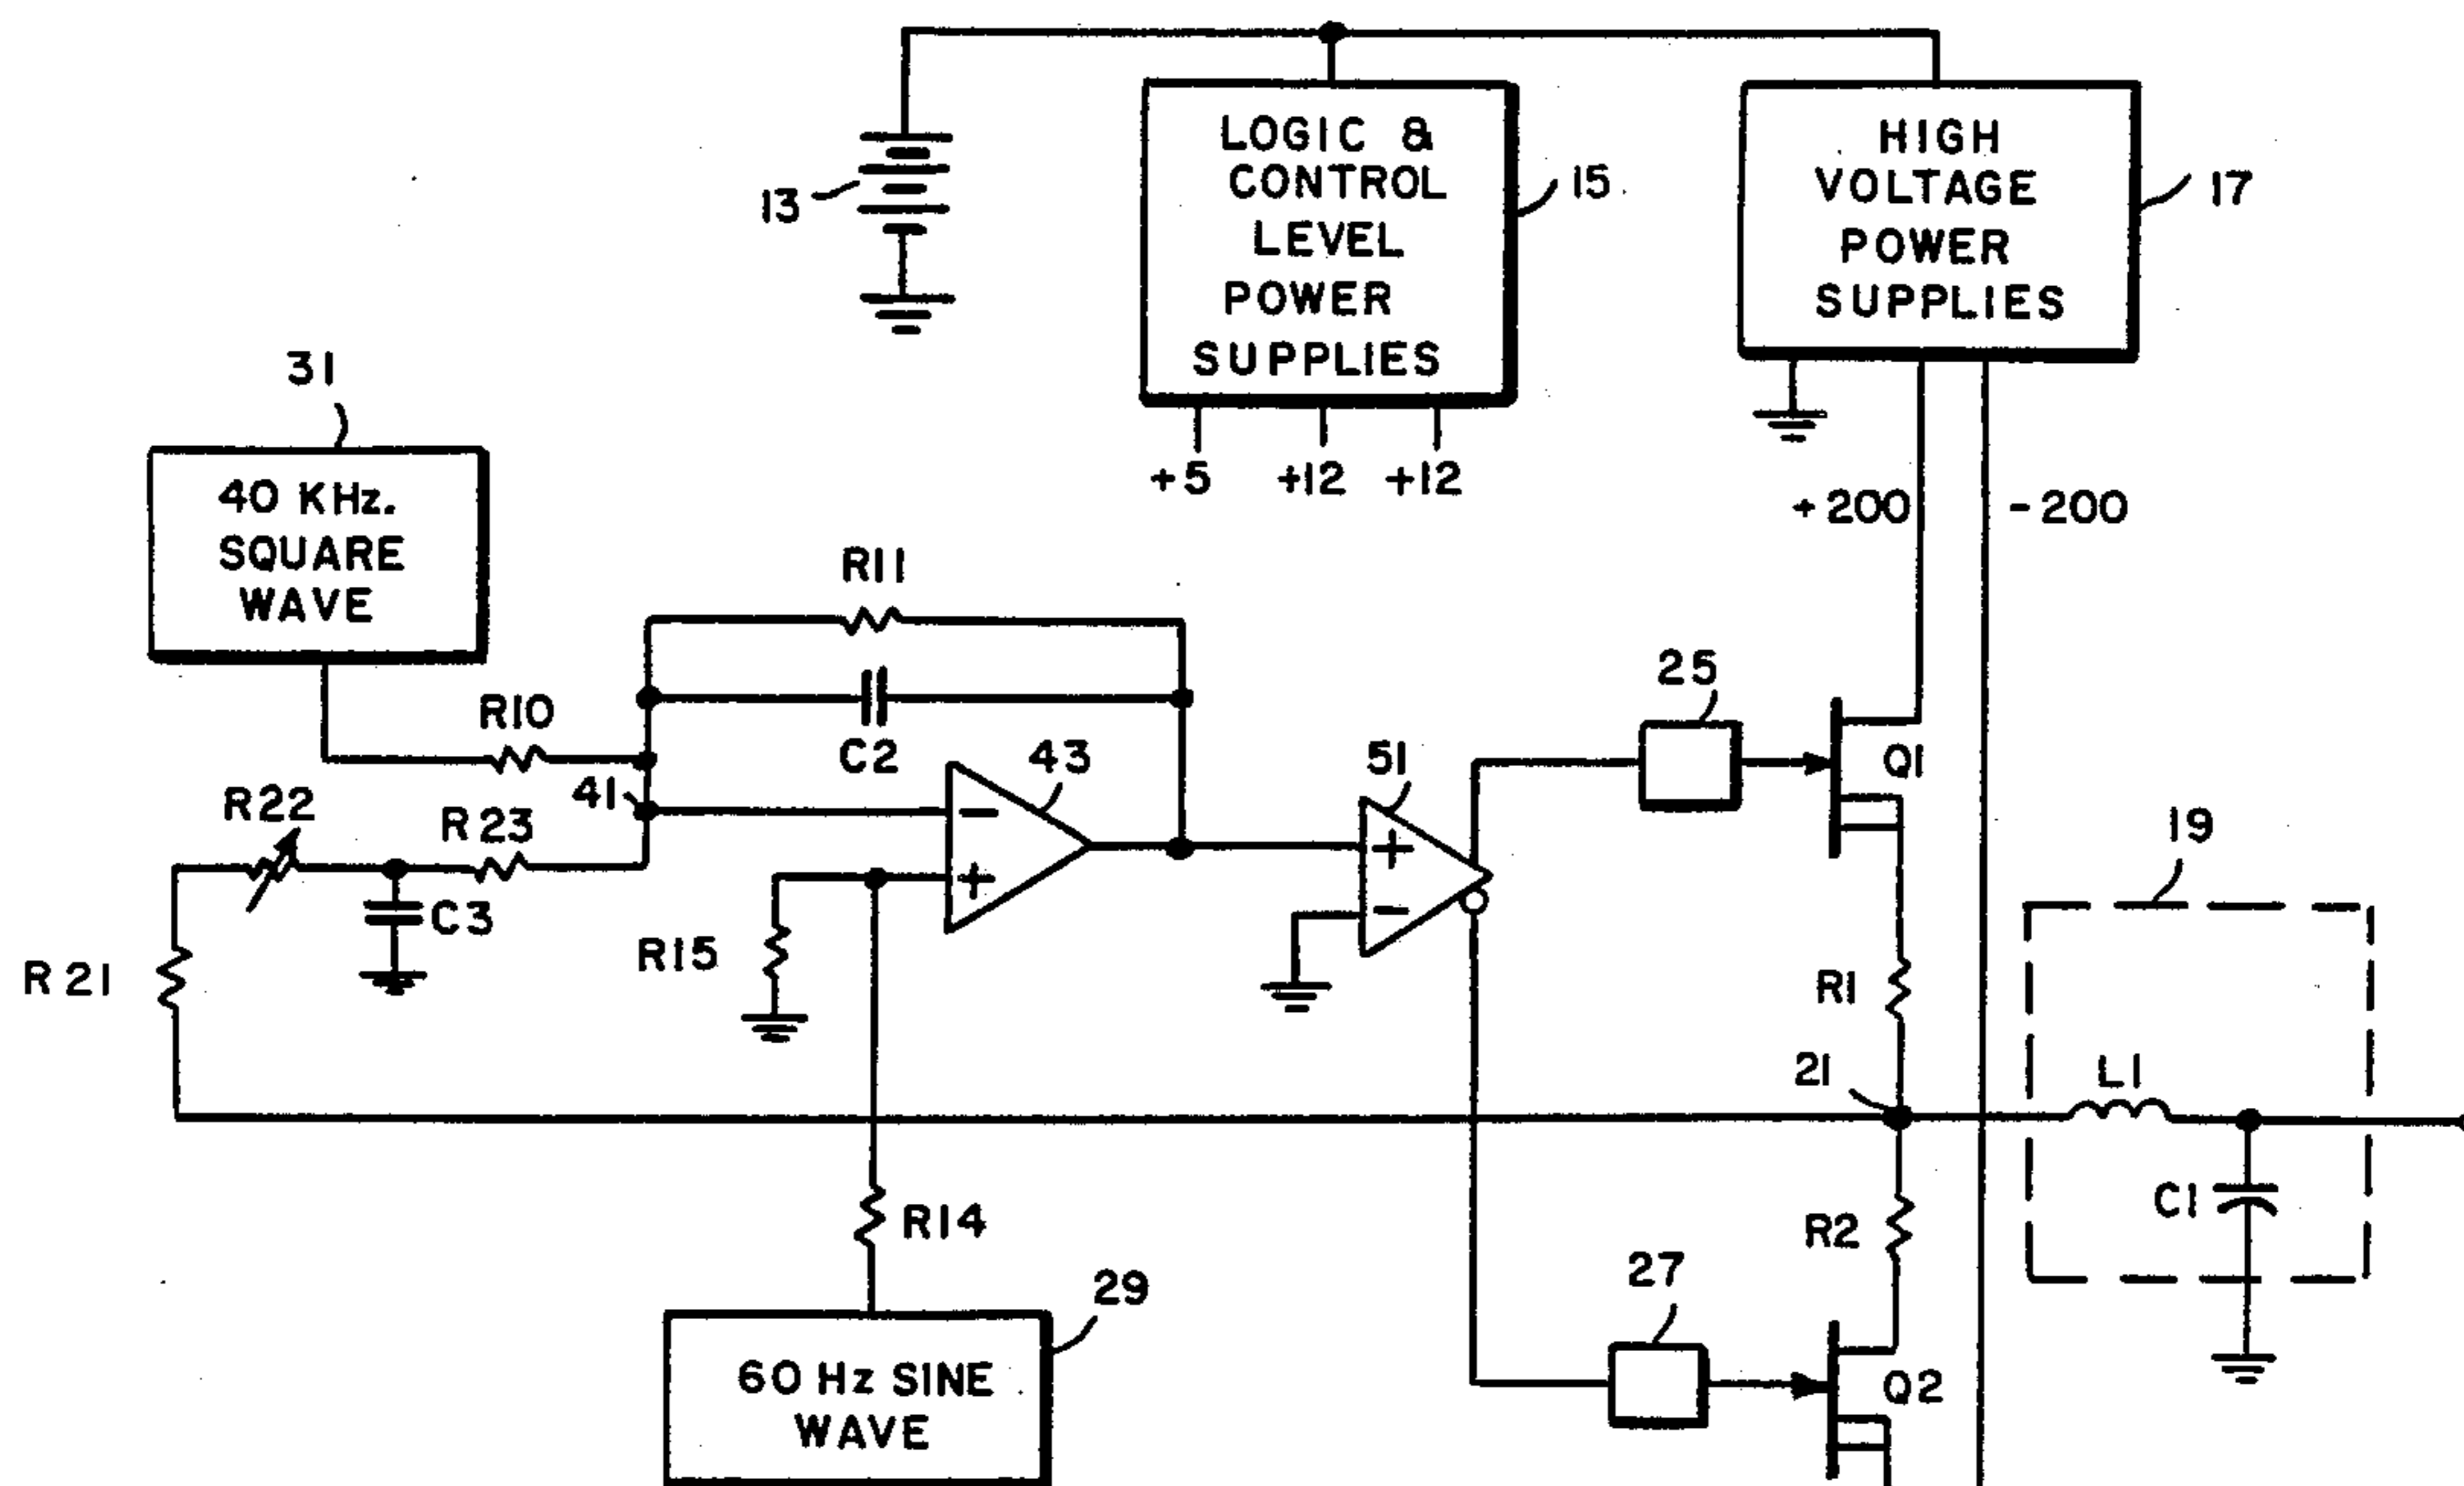 LOGIC &
CONTROL
LEVEL
POWER
SUPPLIES
HIGH
VOLTAGE
POWER
SUPPLIES
13
15
17
+5
+12
+12
+200
-200
31
40 KHz.
SQUARE
WAVE
R11
R10
C2
43
41
R22
R23
C3
R21
R15
-
+
51
+
-
25
Q1
R1
19
21
L1
C1
R2
R14
29
60 Hz SINE
WAVE
27
Q2